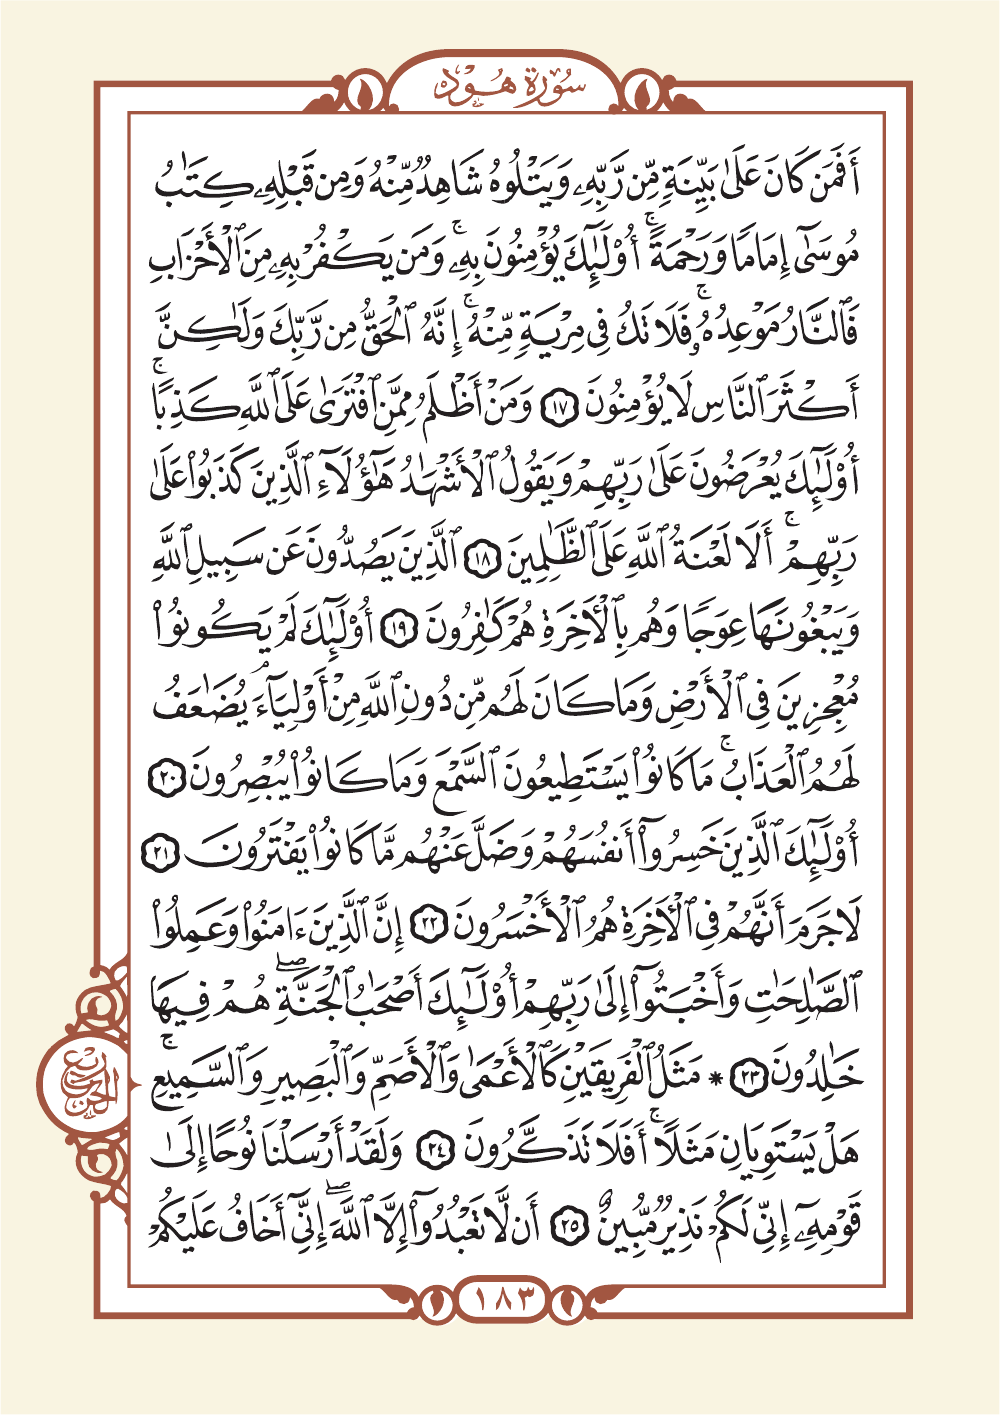 سُورَةُ هُودٍ
أَفَمَن كَانَ عَلَىٰ بَيِّنَةٍ مِّن رَّبِّهِۦ وَيَتْلُوهُ شَاهِدٌ مِّنْهُ وَمِن قَبْلِهِۦ كِتَٰبُ
مُوسَىٰٓ إِمَامًا وَرَحْمَةً ۚ أُو۟لَٰٓئِكَ يُؤْمِنُونَ بِهِۦ ۚ وَمَن يَكْفُرْ بِهِۦ مِنَ ٱلْأَحْزَابِ
فَٱلنَّارُ مَوْعِدُهُۥ ۚ فَلَا تَكُ فِى مِرْيَةٍ مِّنْهُ ۚ إِنَّهُ ٱلْحَقُّ مِن رَّبِّكَ وَلَٰكِنَّ
أَكْثَرَ ٱلنَّاسِ لَا يُؤْمِنُونَ ١٧ وَمَنْ أَظْلَمُ مِمَّنِ ٱفْتَرَىٰ عَلَى ٱللَّهِ كَذِبًا ۚ
أُو۟لَٰٓئِكَ يُعْرَضُونَ عَلَىٰ رَبِّهِمْ وَيَقُولُ ٱلْأَشْهَٰدُ هَٰٓؤُلَآءِ ٱلَّذِينَ كَذَبُوا۟ عَلَىٰ
رَبِّهِمْ ۚ أَلَا لَعْنَةُ ٱللَّهِ عَلَى ٱلظَّٰلِمِينَ ١٨ ٱلَّذِينَ يَصُدُّونَ عَن سَبِيلِ ٱللَّهِ
وَيَبْغُونَهَا عِوَجًا وَهُم بِٱلْءَاخِرَةِ هُمْ كَٰفِرُونَ ١٩ أُو۟لَٰٓئِكَ لَمْ يَكُونُوا۟
مُعْجِزِينَ فِى ٱلْأَرْضِ وَمَا كَانَ لَهُم مِّن دُونِ ٱللَّهِ مِنْ أَوْلِيَآءَ ۘ يُضَٰعَفُ
لَهُمُ ٱلْعَذَابُ ۚ مَا كَانُوا۟ يَسْتَطِيعُونَ ٱلسَّمْعَ وَمَا كَانُوا۟ يُبْصِرُونَ ٢٠
أُو۟لَٰٓئِكَ ٱلَّذِينَ خَسِرُوٓا۟ أَنفُسَهُمْ وَضَلَّ عَنْهُم مَّا كَانُوا۟ يَفْتَرُونَ ٢١
لَا جَرَمَ أَنَّهُمْ فِى ٱلْءَاخِرَةِ هُمُ ٱلْأَخْسَرُونَ ٢٢ إِنَّ ٱلَّذِينَ ءَامَنُوا۟ وَعَمِلُوا۟
ٱلصَّٰلِحَٰتِ وَأَخْبَتُوٓا۟ إِلَىٰ رَبِّهِمْ أُو۟لَٰٓئِكَ أَصْحَٰبُ ٱلْجَنَّةِ ۖ هُمْ فِيهَا
خَٰلِدُونَ ٢٣ * مَثَلُ ٱلْفَرِيقَيْنِ كَٱلْأَعْمَىٰ وَٱلْأَصَمِّ وَٱلْبَصِيرِ وَٱلسَّمِيعِ ۚ
هَلْ يَسْتَوِيَانِ مَثَلًا ۚ أَفَلَا تَذَكَّرُونَ ٢٤ وَلَقَدْ أَرْسَلْنَا نُوحًا إِلَىٰ
قَوْمِهِۦٓ إِنِّى لَكُمْ نَذِيرٌ مُّبِينٌ ٢٥ أَن لَّا تَعْبُدُوٓا۟ إِلَّا ٱللَّهَ ۖ إِنِّىٓ أَخَافُ عَلَيْكُمْ
ربع الحزب
١٨٣